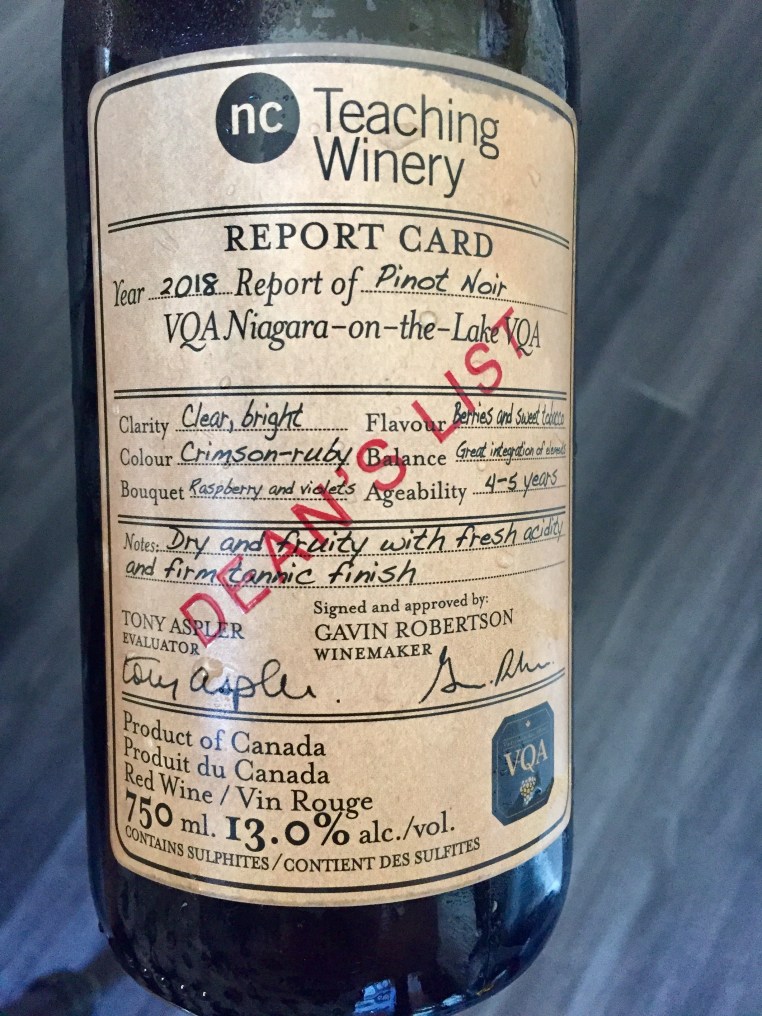 nc Teaching
Winery
REPORT CARD
Year 2018 Report of Pinot Noir
VQA Niagara-on-the-Lake VQA
Clarity Clear, bright Flavour Berries and sweet tobacco
Colour Crimson-ruby Balance Great integration of elements
Bouquet Raspberry and violets Ageability 4-5 years
DEAN'S LIST
Notes: Dry and fruity with fresh acidity
and firm tannic finish
TONY ASPLER
EVALUATOR
Tony Aspler.
Signed and approved by:
GAVIN ROBERTSON
WINEMAKER
Product of Canada
Produit du Canada
Red Wine / Vin Rouge
750 ml. 13.0% alc./vol.
CONTAINS SULPHITES / CONTIENT DES SULFITES
VQA